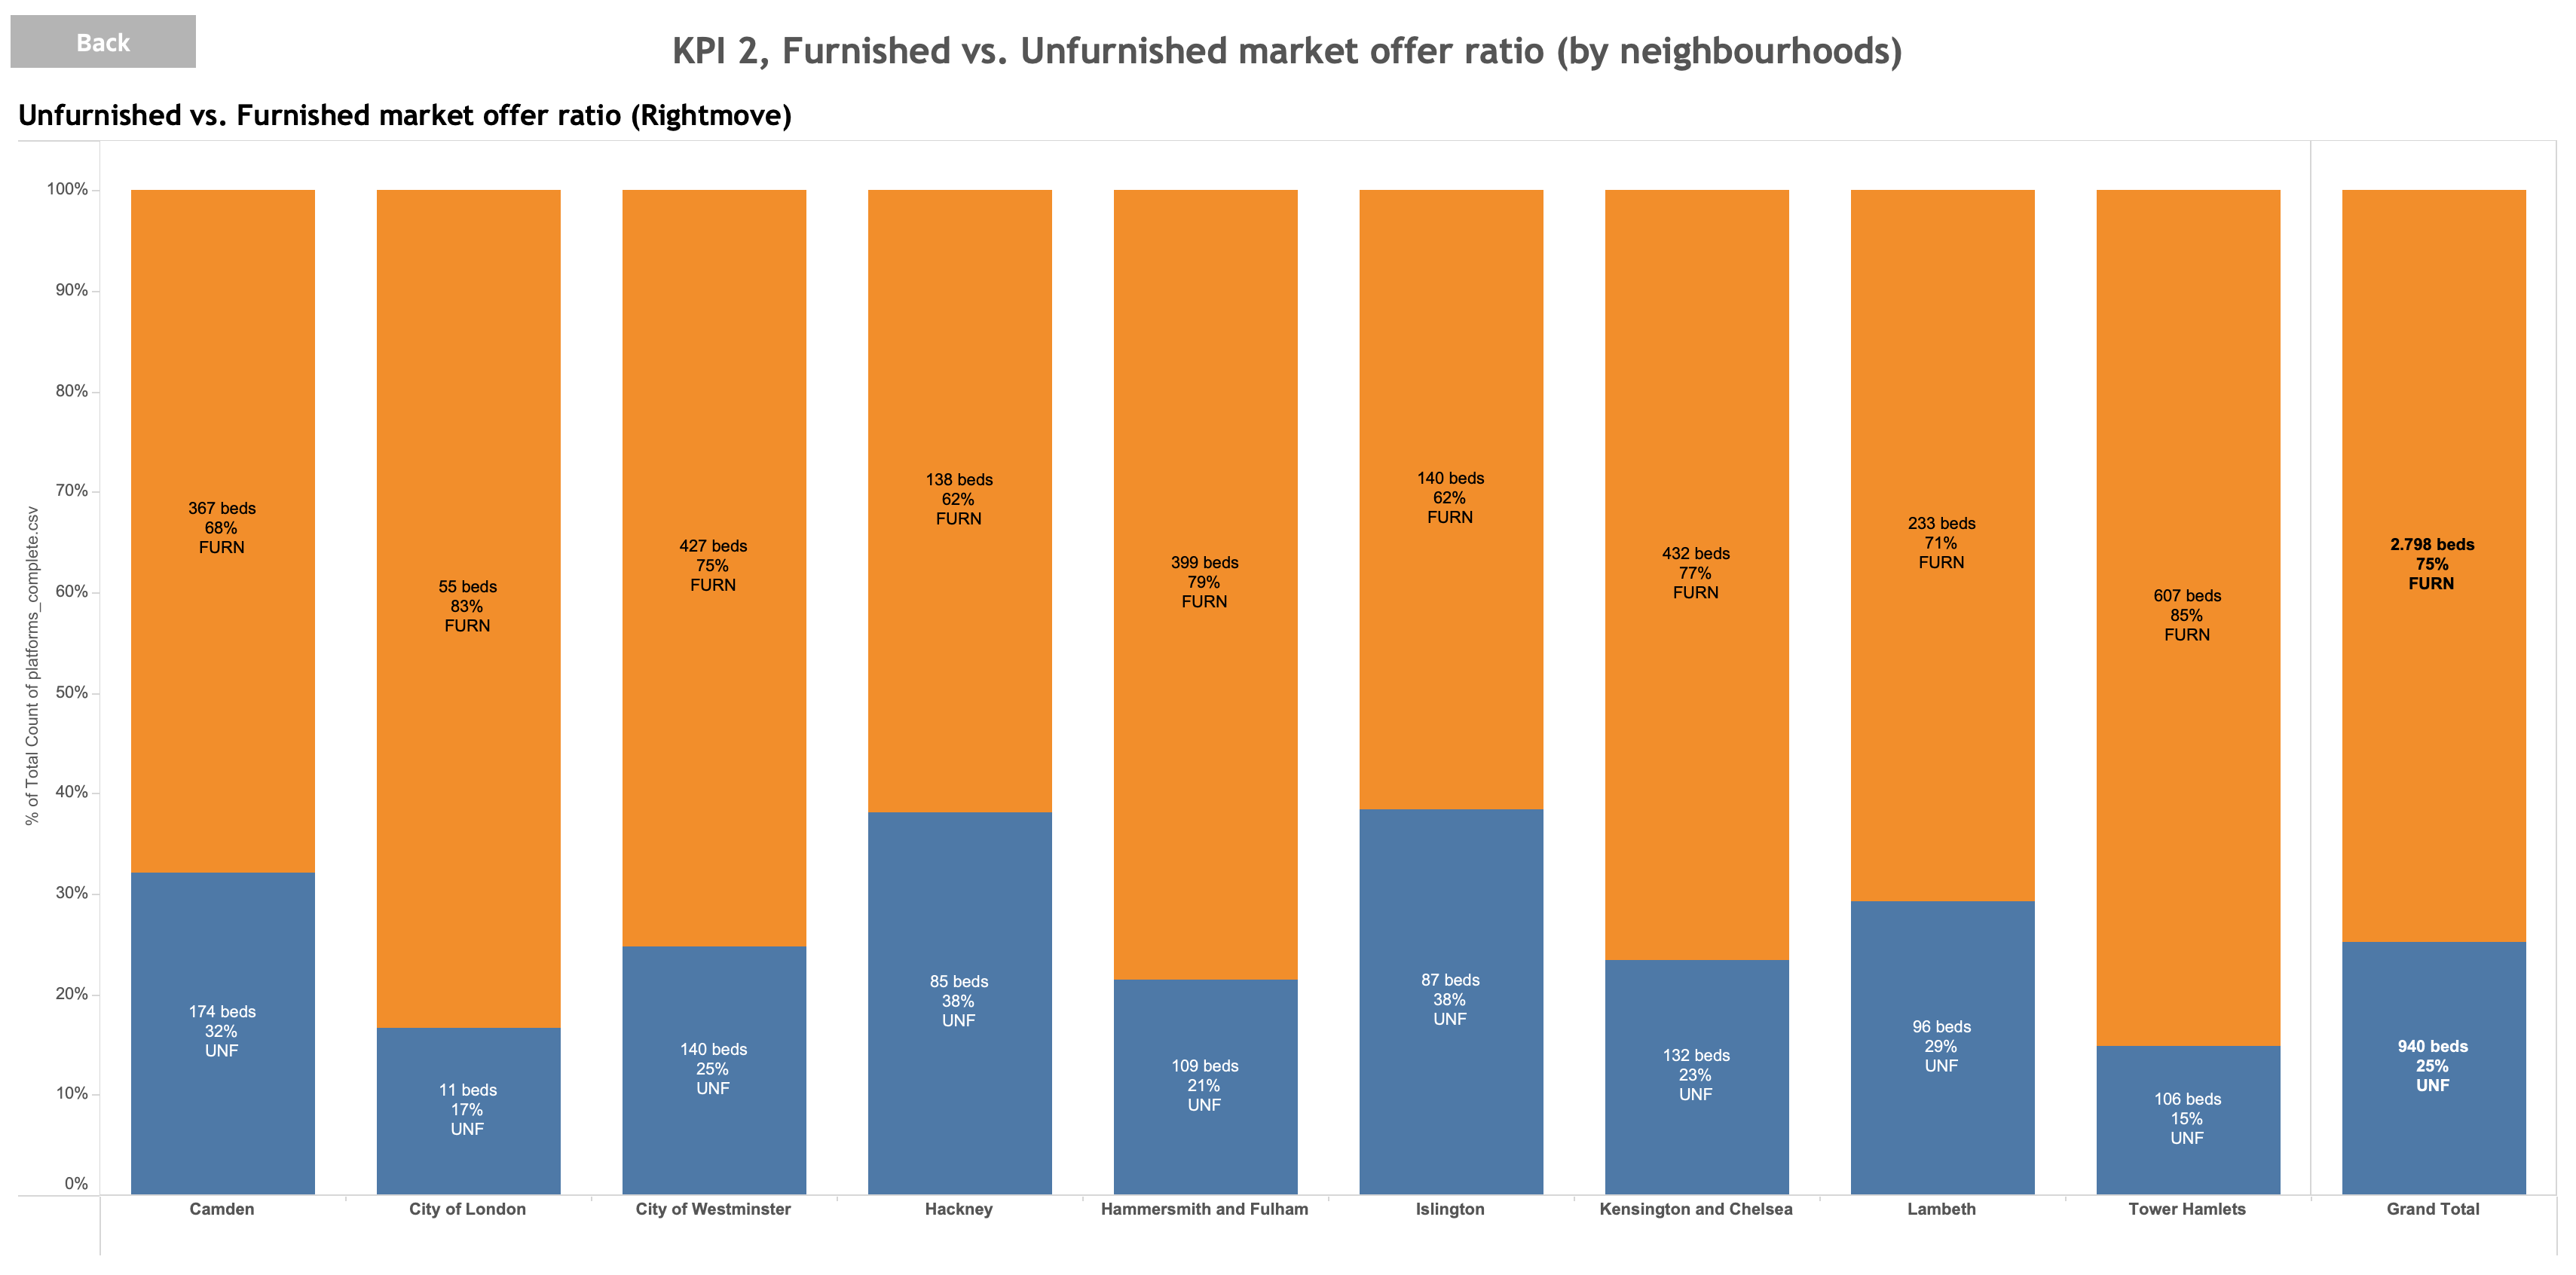 Back
KPI 2, Furnished vs. Unfurnished market offer ratio (by neighbourhoods)
Unfurnished vs. Furnished market offer ratio (Rightmove)
% of Total Count of platforms_complete.csv
100%
90%
80%
70%
60%
50%
40%
30%
20%
10%
0%
367 beds
68%
FURN
174 beds
32%
UNF
55 beds
83%
FURN
11 beds
17%
UNF
427 beds
75%
FURN
140 beds
25%
UNF
138 beds
62%
FURN
85 beds
38%
UNF
399 beds
79%
FURN
109 beds
21%
UNF
140 beds
62%
FURN
87 beds
38%
UNF
432 beds
77%
FURN
132 beds
23%
UNF
233 beds
71%
FURN
96 beds
29%
UNF
607 beds
85%
FURN
106 beds
15%
UNF
2.798 beds
75%
FURN
940 beds
25%
UNF
Camden
City of London
City of Westminster
Hackney
Hammersmith and Fulham
Islington
Kensington and Chelsea
Lambeth
Tower Hamlets
Grand Total